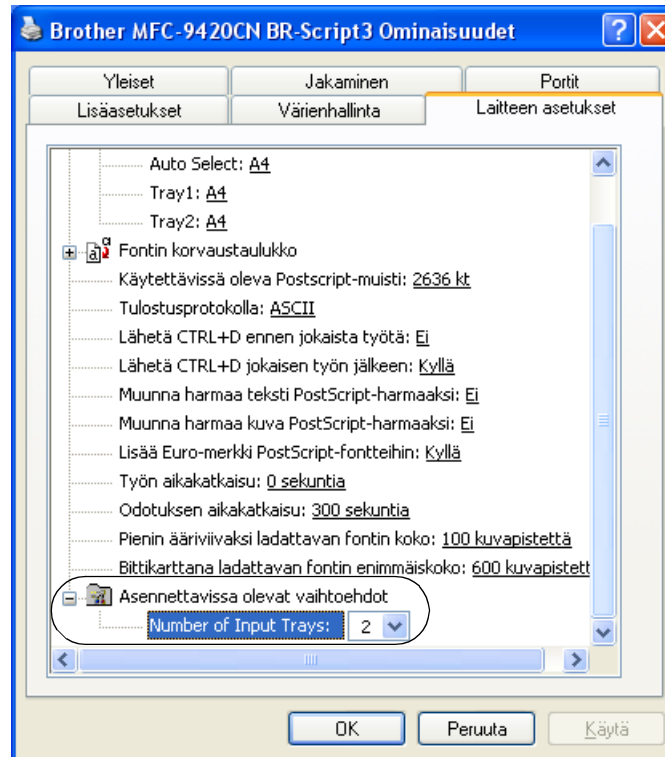 Brother MFC-9420CN BR-Script3 Ominaisuudet
Yleiset Jakaminen Portit
Lisäasetukset Värienhallinta Laitteen asetukset
Auto Select: A4
Tray1: A4
Tray2: A4
Fontin korvaustaulukko
Käytettävissä oleva Postscript-muisti: 2636 kt
Tulostusprotokolla: ASCII
Lähetä CTRL+D ennen jokaista työtä: Ei
Lähetä CTRL+D jokaisen työn jälkeen: Kyllä
Muunna harmaa teksti PostScript-harmaaksi: Ei
Muunna harmaa kuva PostScript-harmaaksi: Ei
Lisää Euro-merkki PostScript-fontteihin: Kyllä
Työn aikakatkaisu: 0 sekuntia
Odotuksen aikakatkaisu: 300 sekuntia
Pienin ääriviivaksi ladattavan fontin koko: 100 kuvapistettä
Bittikarttana ladattavan fontin enimmäiskoko: 600 kuvapistett
Asennettavissa olevat vaihtoehdot
Number of Input Trays: 2
OK Peruuta Käytä